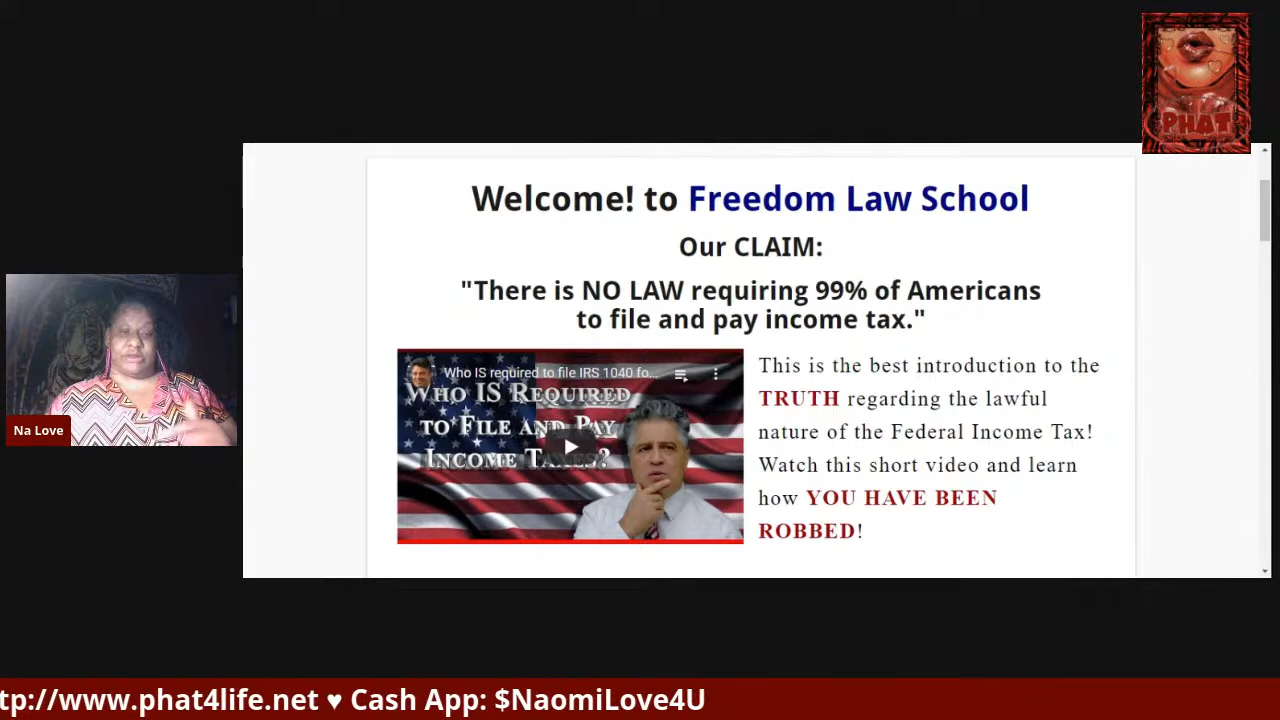 PHAT
Welcome! to Freedom Law School
Our CLAIM:
"There is NO LAW requiring 99% of Americans
to file and pay income tax."
Who IS required to file IRS 1040 fo...
WHO IS REQUIRED
TO FILE AND PAY
INCOME TAXES?
This is the best introduction to the
TRUTH regarding the lawful
nature of the Federal Income Tax!
Watch this short video and learn
how YOU HAVE BEEN
ROBBED!
Na Love
tp://www.phat4life.net ♥ Cash App: $NaomiLove4U